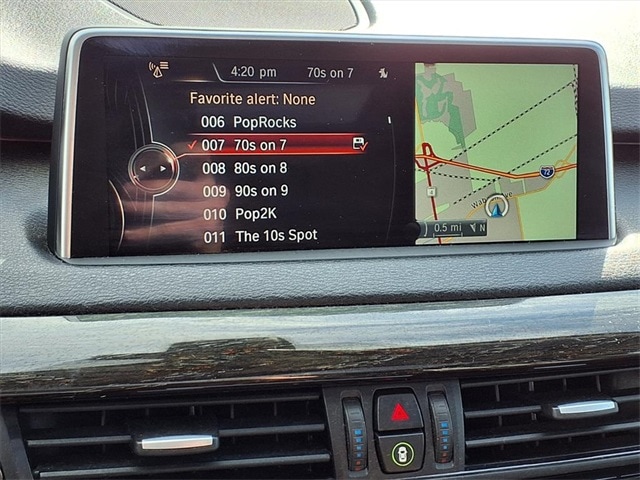 4:20 pm 70s on 7
Favorite alert: None
006 PopRocks
007 70s on 7
008 80s on 8
009 90s on 9
010 Pop2K
011 The 10s Spot
72
4
0.5 mi N